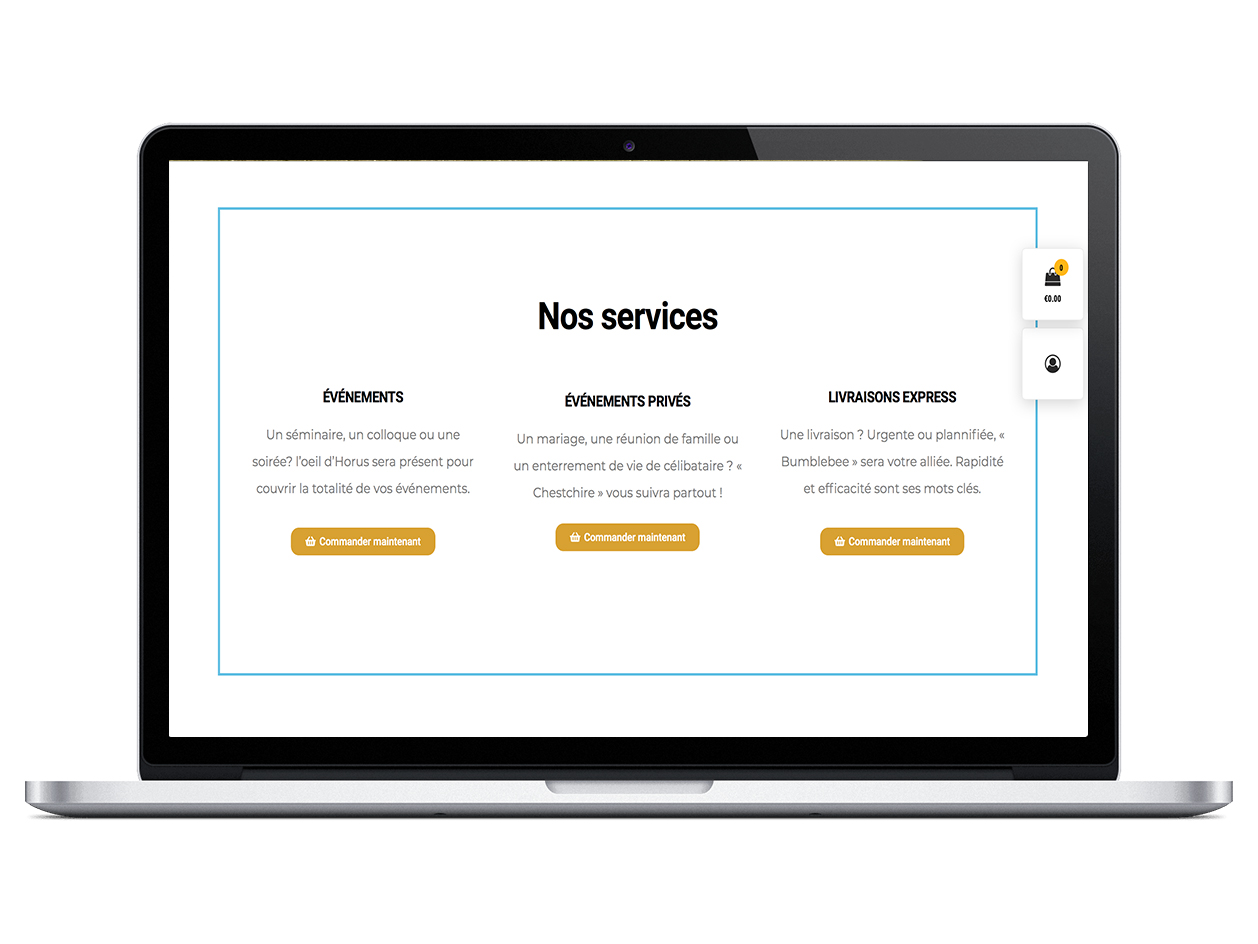 Nos services
0
€0.00
ÉVÉNEMENTS
Un séminaire, un colloque ou une
soirée? l’oeil d’Horus sera présent pour
couvrir la totalité de vos événements.
Commander maintenant
ÉVÉNEMENTS PRIVÉS
Un mariage, une réunion de famille ou
un enterrement de vie de célibataire ? «
Chestchire » vous suivra partout !
Commander maintenant
LIVRAISONS EXPRESS
Une livraison ? Urgente ou plannifiée, «
Bumblebee » sera votre alliée. Rapidité
et efficacité sont ses mots clés.
Commander maintenant